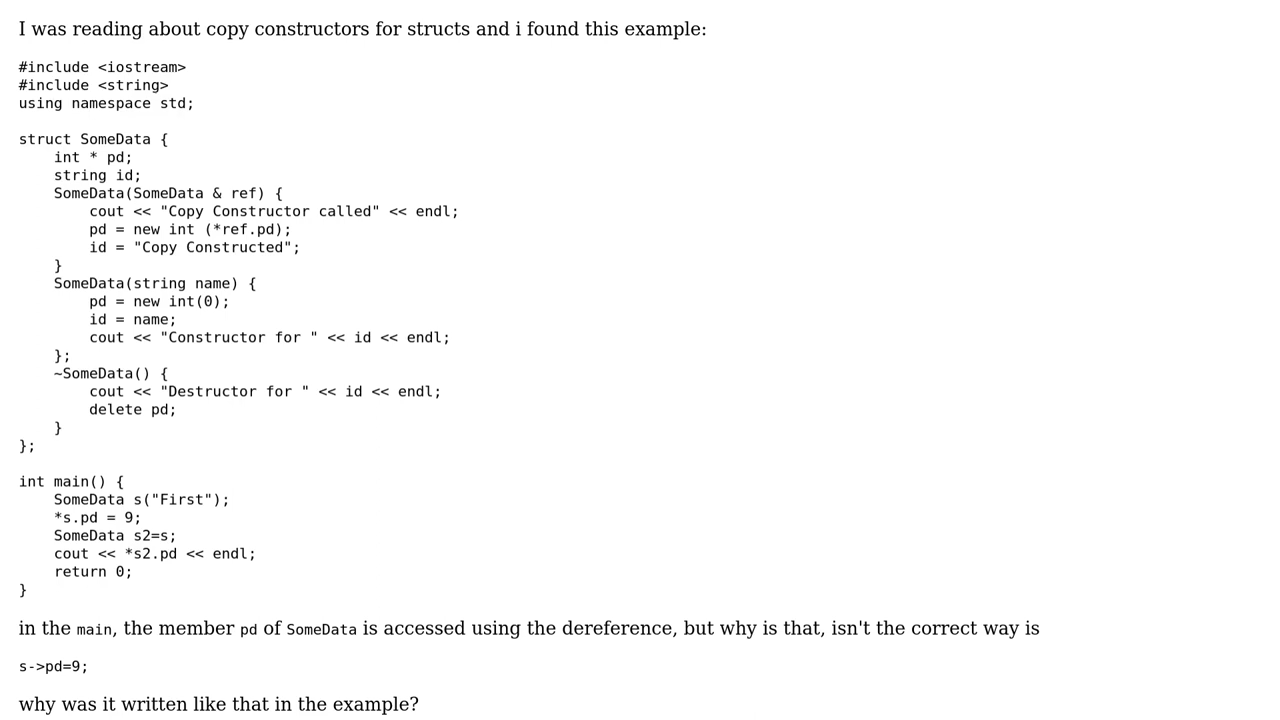 I was reading about copy constructors for structs and i found this example:
#include <iostream>
#include <string>
using namespace std;
struct SomeData {
    int * pd;
    string id;
    SomeData(SomeData & ref) {
        cout << "Copy Constructor called" << endl;
        pd = new int (*ref.pd);
        id = "Copy Constructed";
    }
    SomeData(string name) {
        pd = new int(0);
        id = name;
        cout << "Constructor for " << id << endl;
    };
    ~SomeData() {
        cout << "Destructor for " << id << endl;
        delete pd;
    }
};
int main() {
    SomeData s("First");
    *s.pd = 9;
    SomeData s2=s;
    cout << *s2.pd << endl;
    return 0;
}
in the main, the member pd of SomeData is accessed using the dereference, but why is that, isn't the correct way is
s->pd=9;
why was it written like that in the example?